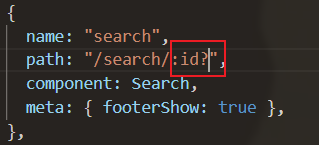 {
name: "search",
path: "/search/:id?",
component: Search,
meta: { footerShow: true },
},